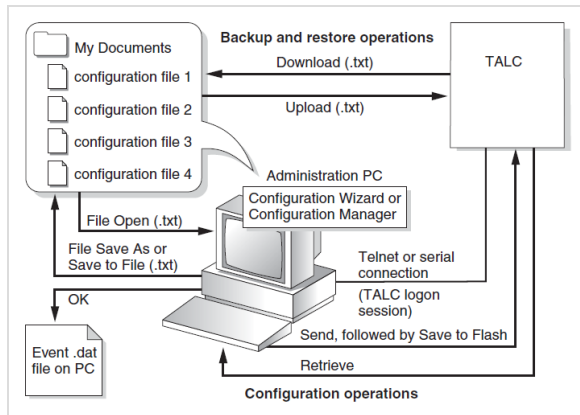 My Documents
configuration file 1
configuration file 2
configuration file 3
configuration file 4
Backup and restore operations
Download (.txt)
Upload (.txt)
TALC
Administration PC
Configuration Wizard or
Configuration Manager
File Open (.txt)
File Save As or
Save to File (.txt)
OK
Event .dat
file on PC
Telnet or serial
connection
(TALC logon
session)
Send, followed by Save to Flash
Retrieve
Configuration operations